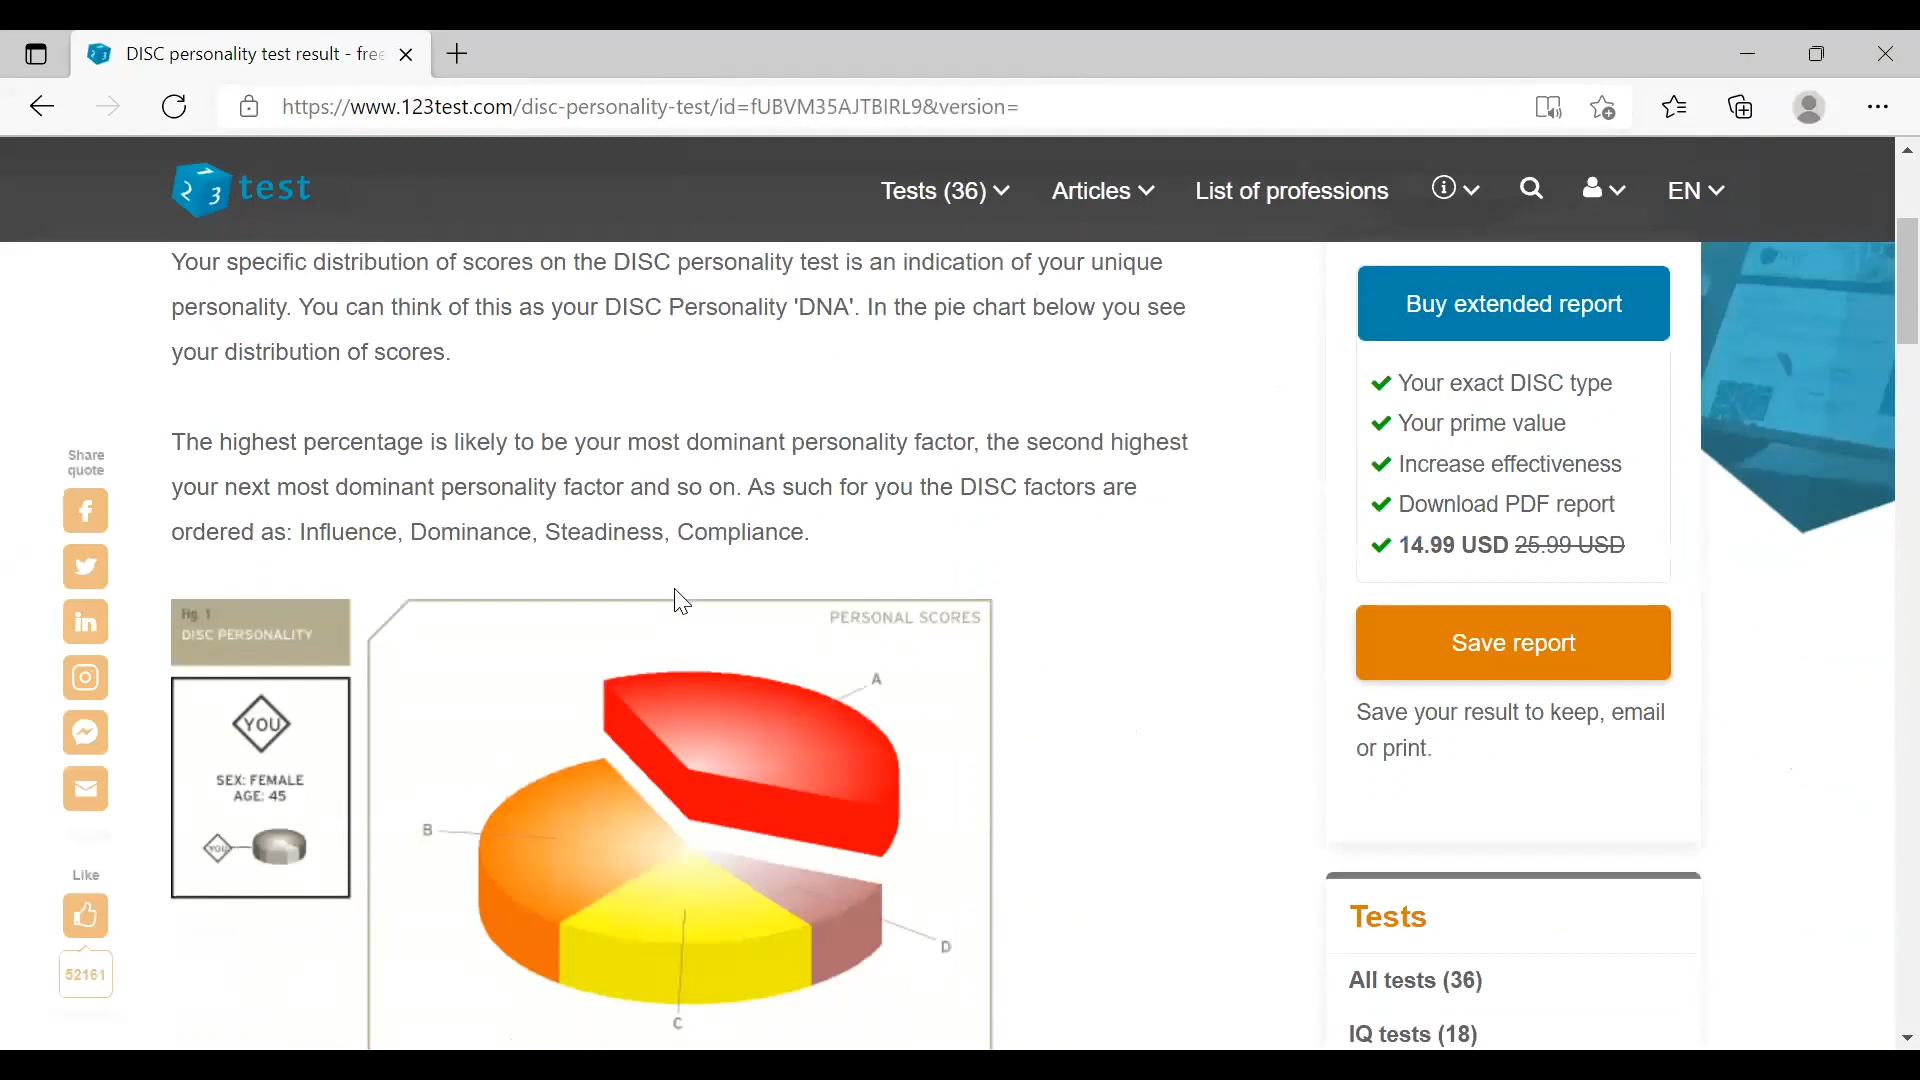 DISC personality test result - free
https://www.123test.com/disc-personality-test/id=fUBVM35AJTBIRL9&version=
123 test
Tests (36)
Articles
List of professions
EN
Your specific distribution of scores on the DISC personality test is an indication of your unique
personality. You can think of this as your DISC Personality 'DNA'. In the pie chart below you see
your distribution of scores.
The highest percentage is likely to be your most dominant personality factor, the second highest
your next most dominant personality factor and so on. As such for you the DISC factors are
ordered as: Influence, Dominance, Steadiness, Compliance.
Share
quote
Like
52161
Fig. 1
DISC PERSONALITY
YOU
SEX: FEMALE
AGE: 45
YOU
PERSONAL SCORES
A
B
C
D
Buy extended report
Your exact DISC type
Your prime value
Increase effectiveness
Download PDF report
14.99 USD 25.99 USD
Save report
Save your result to keep, email
or print.
Tests
All tests (36)
IQ tests (18)